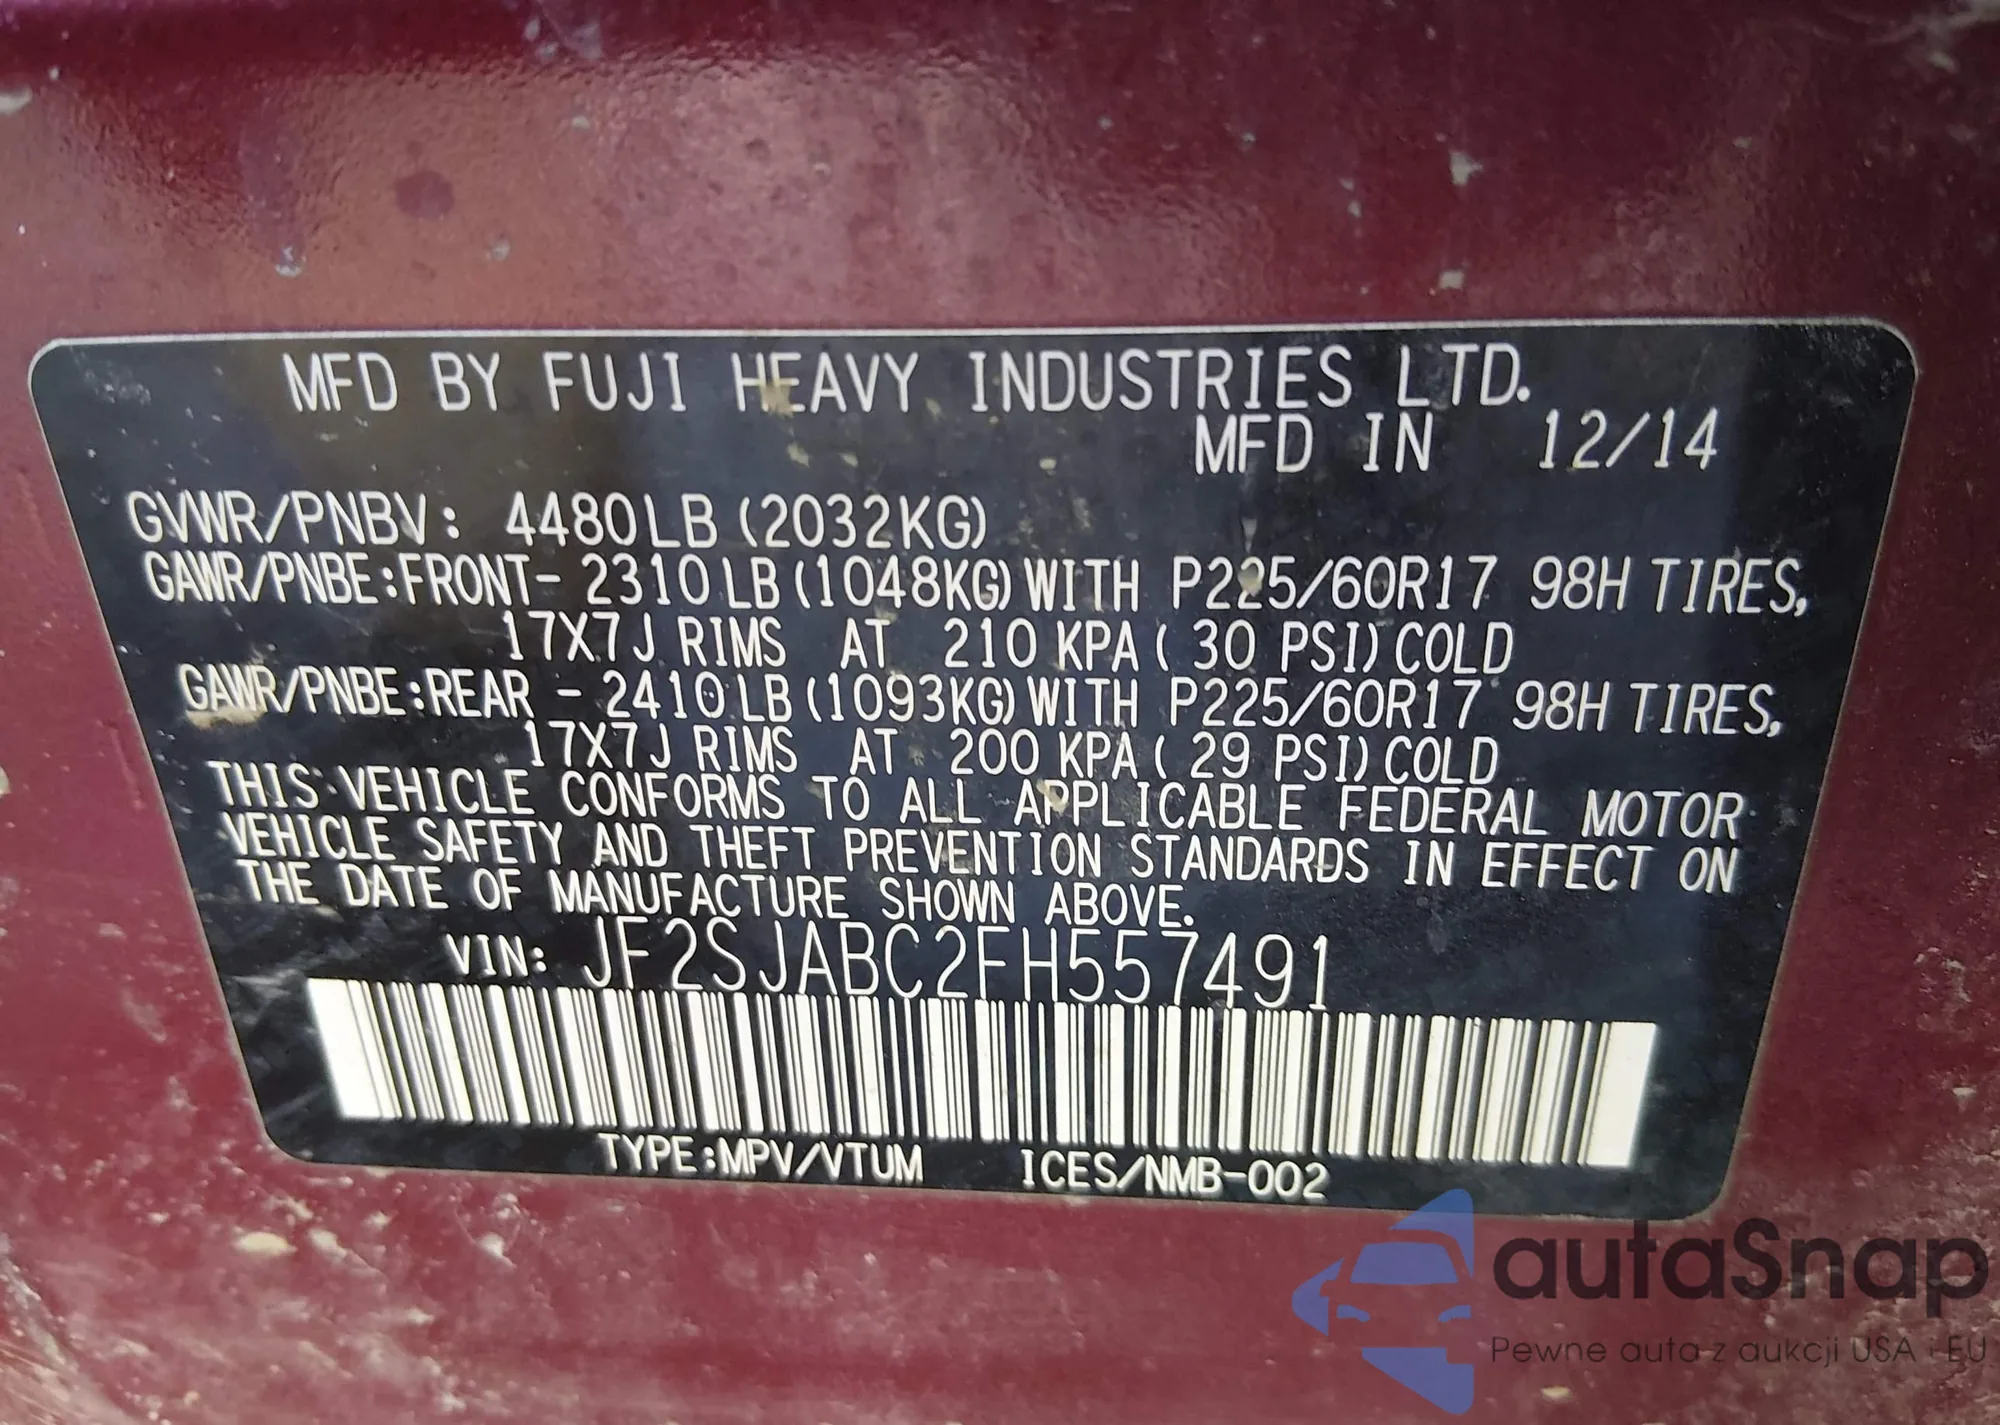 MFD BY FUJI HEAVY INDUSTRIES LTD.
MFD IN 12/14
GVWR/PNBV: 4480LB (2032KG)
GAWR/PNBE:FRONT- 2310LB (1048KG) WITH P225/60R17 98H TIRES,
17X7J RIMS AT 210 KPA ( 30 PSI) COLD
GAWR/PNBE:REAR - 2410LB (1093KG) WITH P225/60R17 98H TIRES,
17X7J RIMS AT 200 KPA ( 29 PSI) COLD
THIS VEHICLE CONFORMS TO ALL APPLICABLE FEDERAL MOTOR
VEHICLE SAFETY AND THEFT PREVENTION STANDARDS IN EFFECT ON
THE DATE OF MANUFACTURE SHOWN ABOVE.
VIN: JF2SJABC2FH557491
TYPE:MPV/VTUM ICES/NMB-002
autaSnap
Pewne auta z aukcji USA i EU